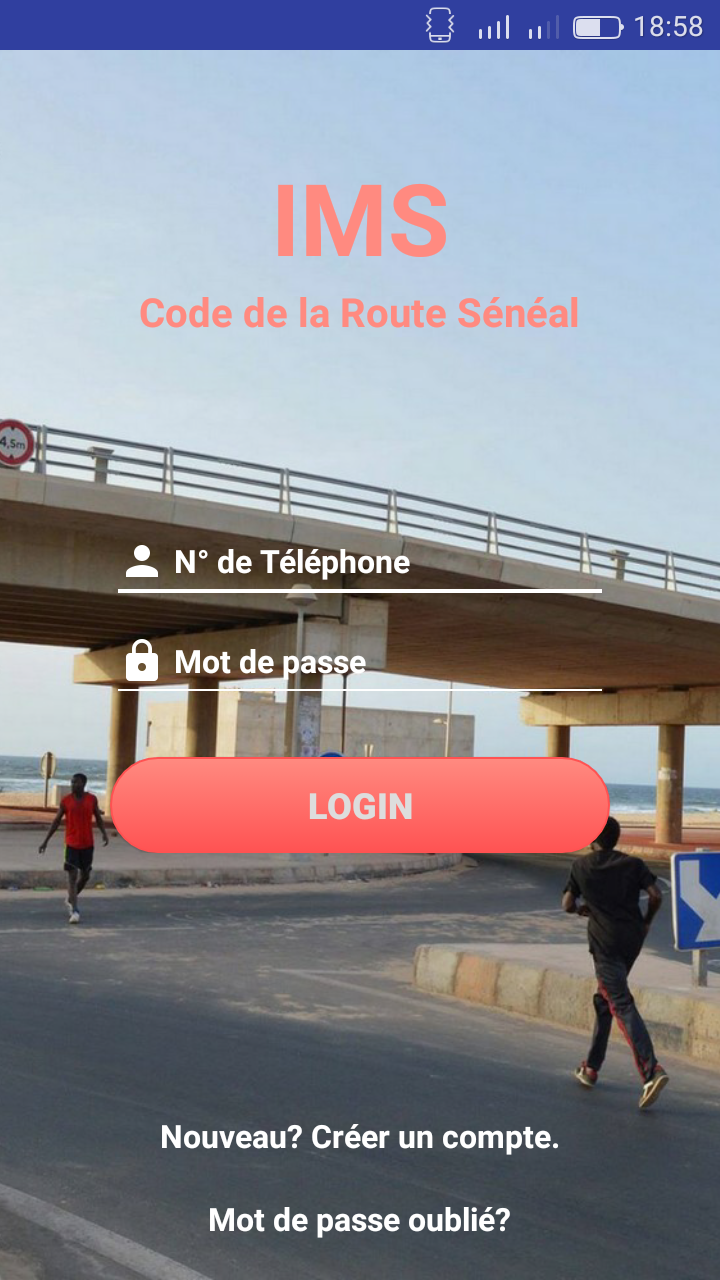 18:58
IMS
Code de la Route Sénéal
4,5m
N° de Téléphone
Mot de passe
LOGIN
Nouveau? Créer un compte.
Mot de passe oublié?